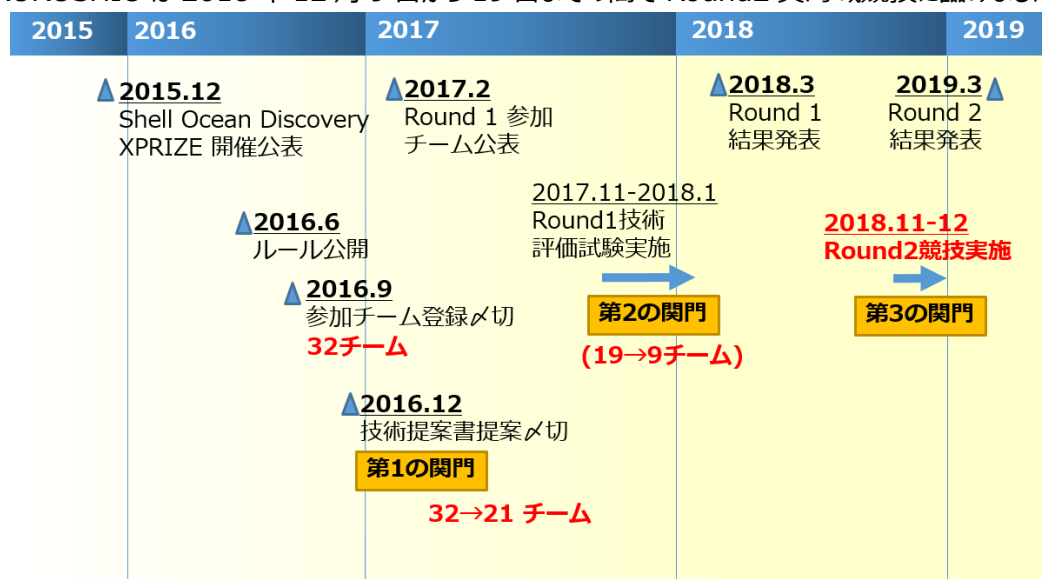 2015 2016 2017 2018 2019
2015.12
Shell Ocean Discovery
XPRIZE 開催公表
2017.2
Round 1 参加
チーム公表
2018.3
Round 1
結果発表
2019.3
Round 2
結果発表
2016.6
ルール公開
2017.11-2018.1
Round1技術
評価試験実施
2018.11-12
Round2競技実施
2016.9
参加チーム登録〆切
32チーム
第2の関門
(19→9チーム)
第3の関門
2016.12
技術提案書提案〆切
第1の関門
32→21 チーム